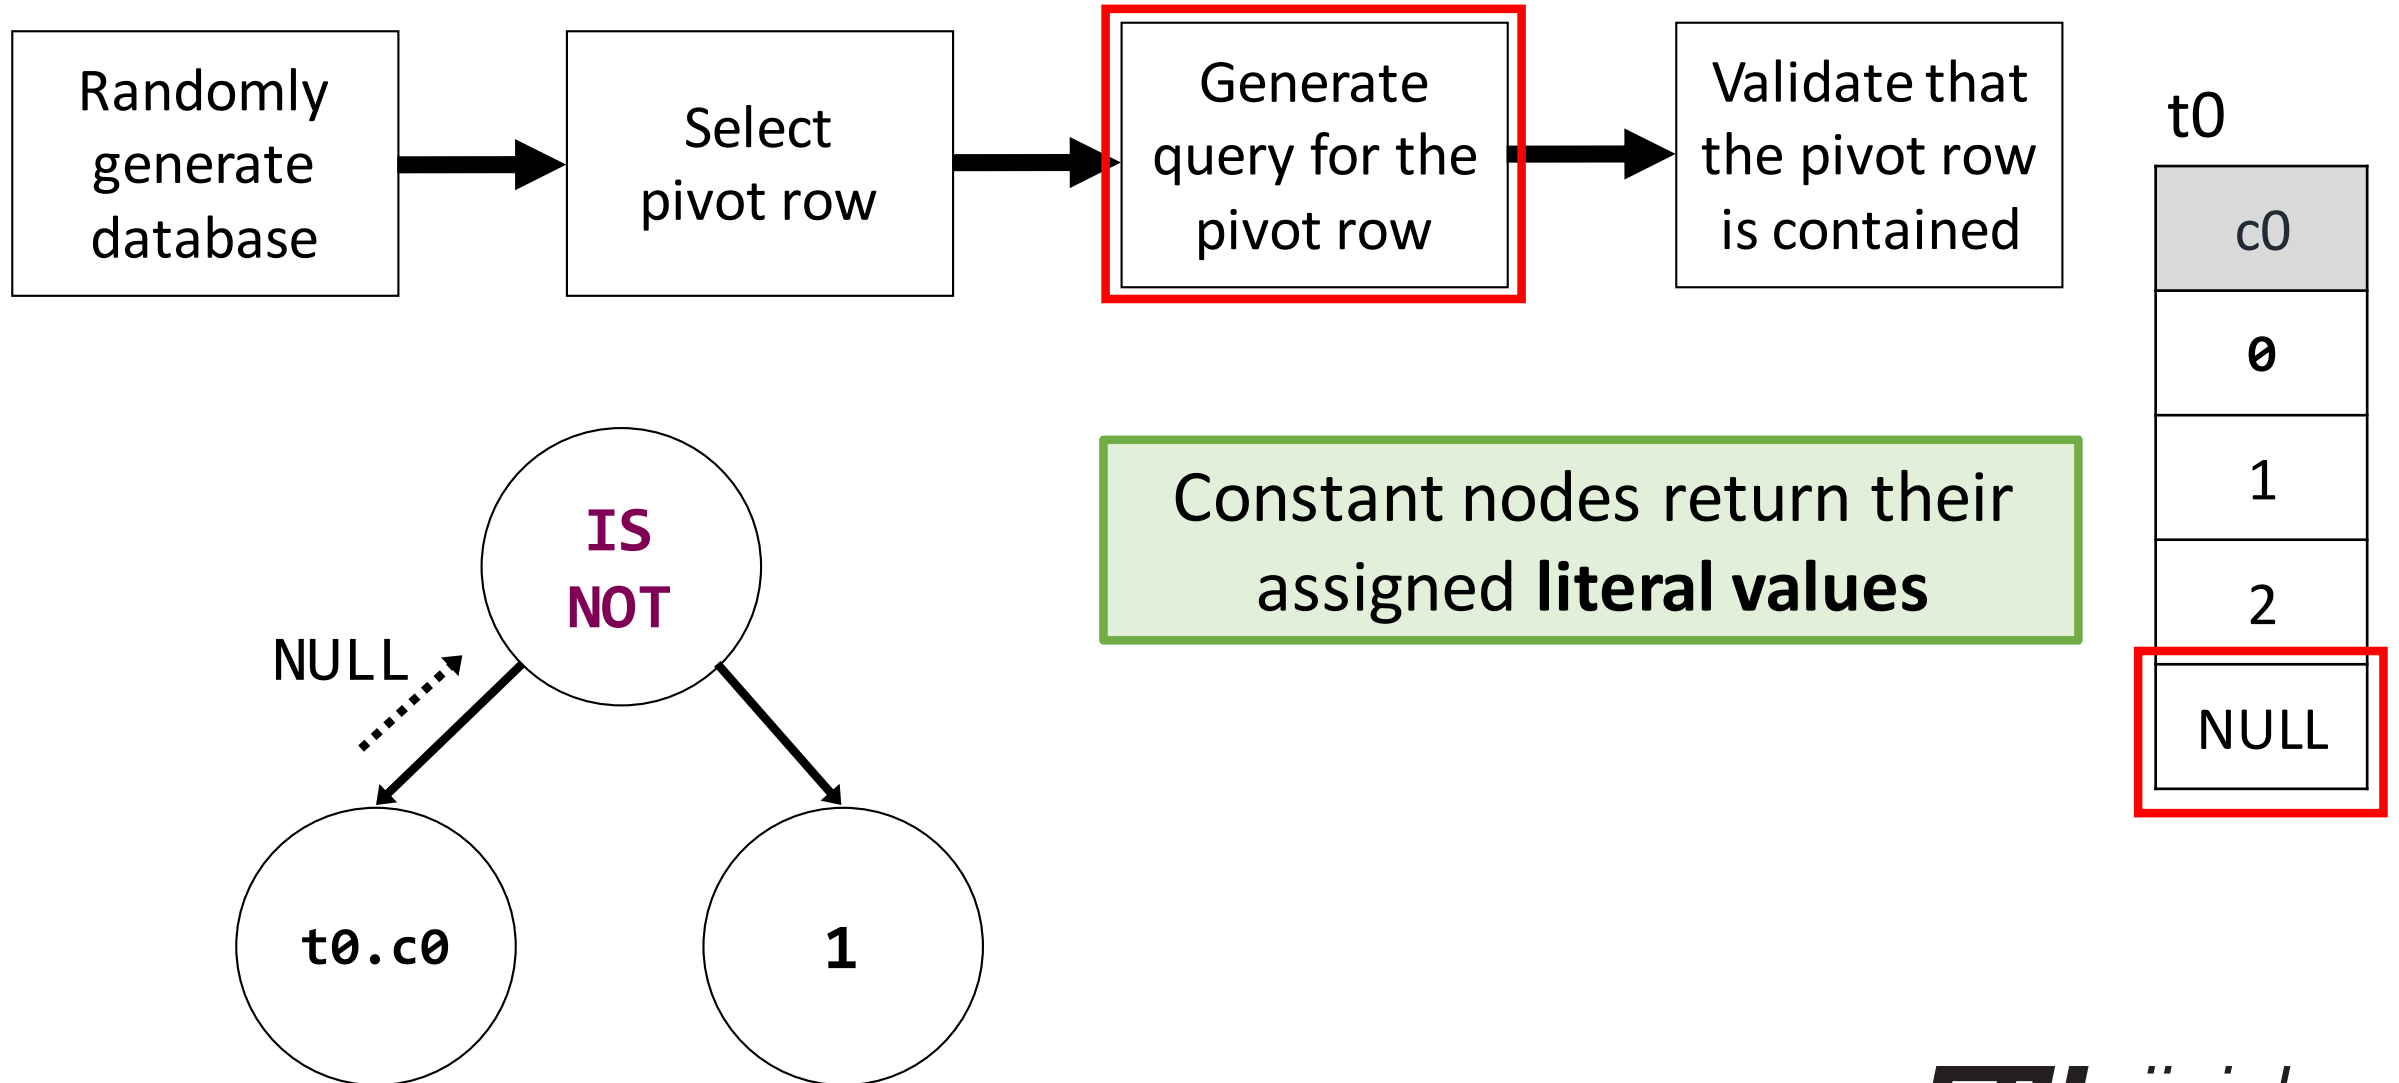 Randomly
generate
database
Select
pivot row
Generate
query for the
pivot row
Validate that
the pivot row
is contained
t0
c0
0
1
2
NULL
Constant nodes return their
assigned literal values
IS
NOT
NULL
t0.c0
1